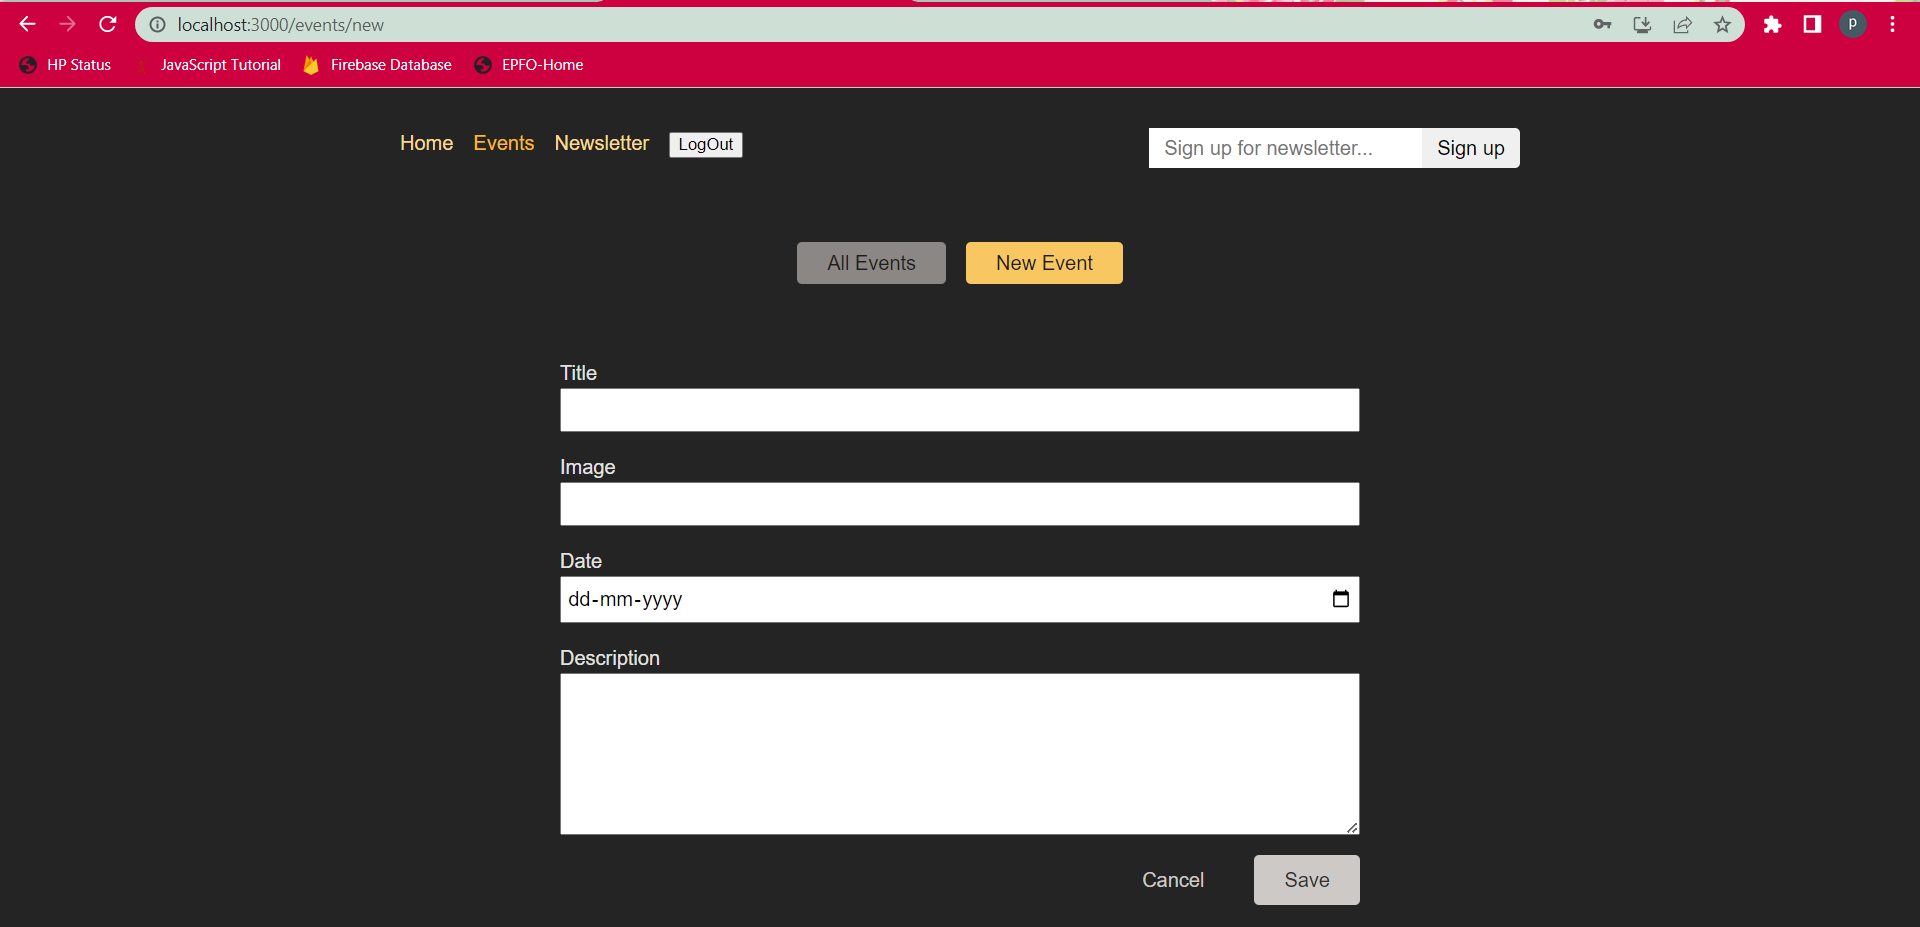 localhost:3000/events/new
p
HP Status JavaScript Tutorial Firebase Database EPFO-Home
Home Events Newsletter LogOut Sign up for newsletter... Sign up
All Events New Event
Title
Image
Date
dd-mm-yyyy
Description
Cancel Save